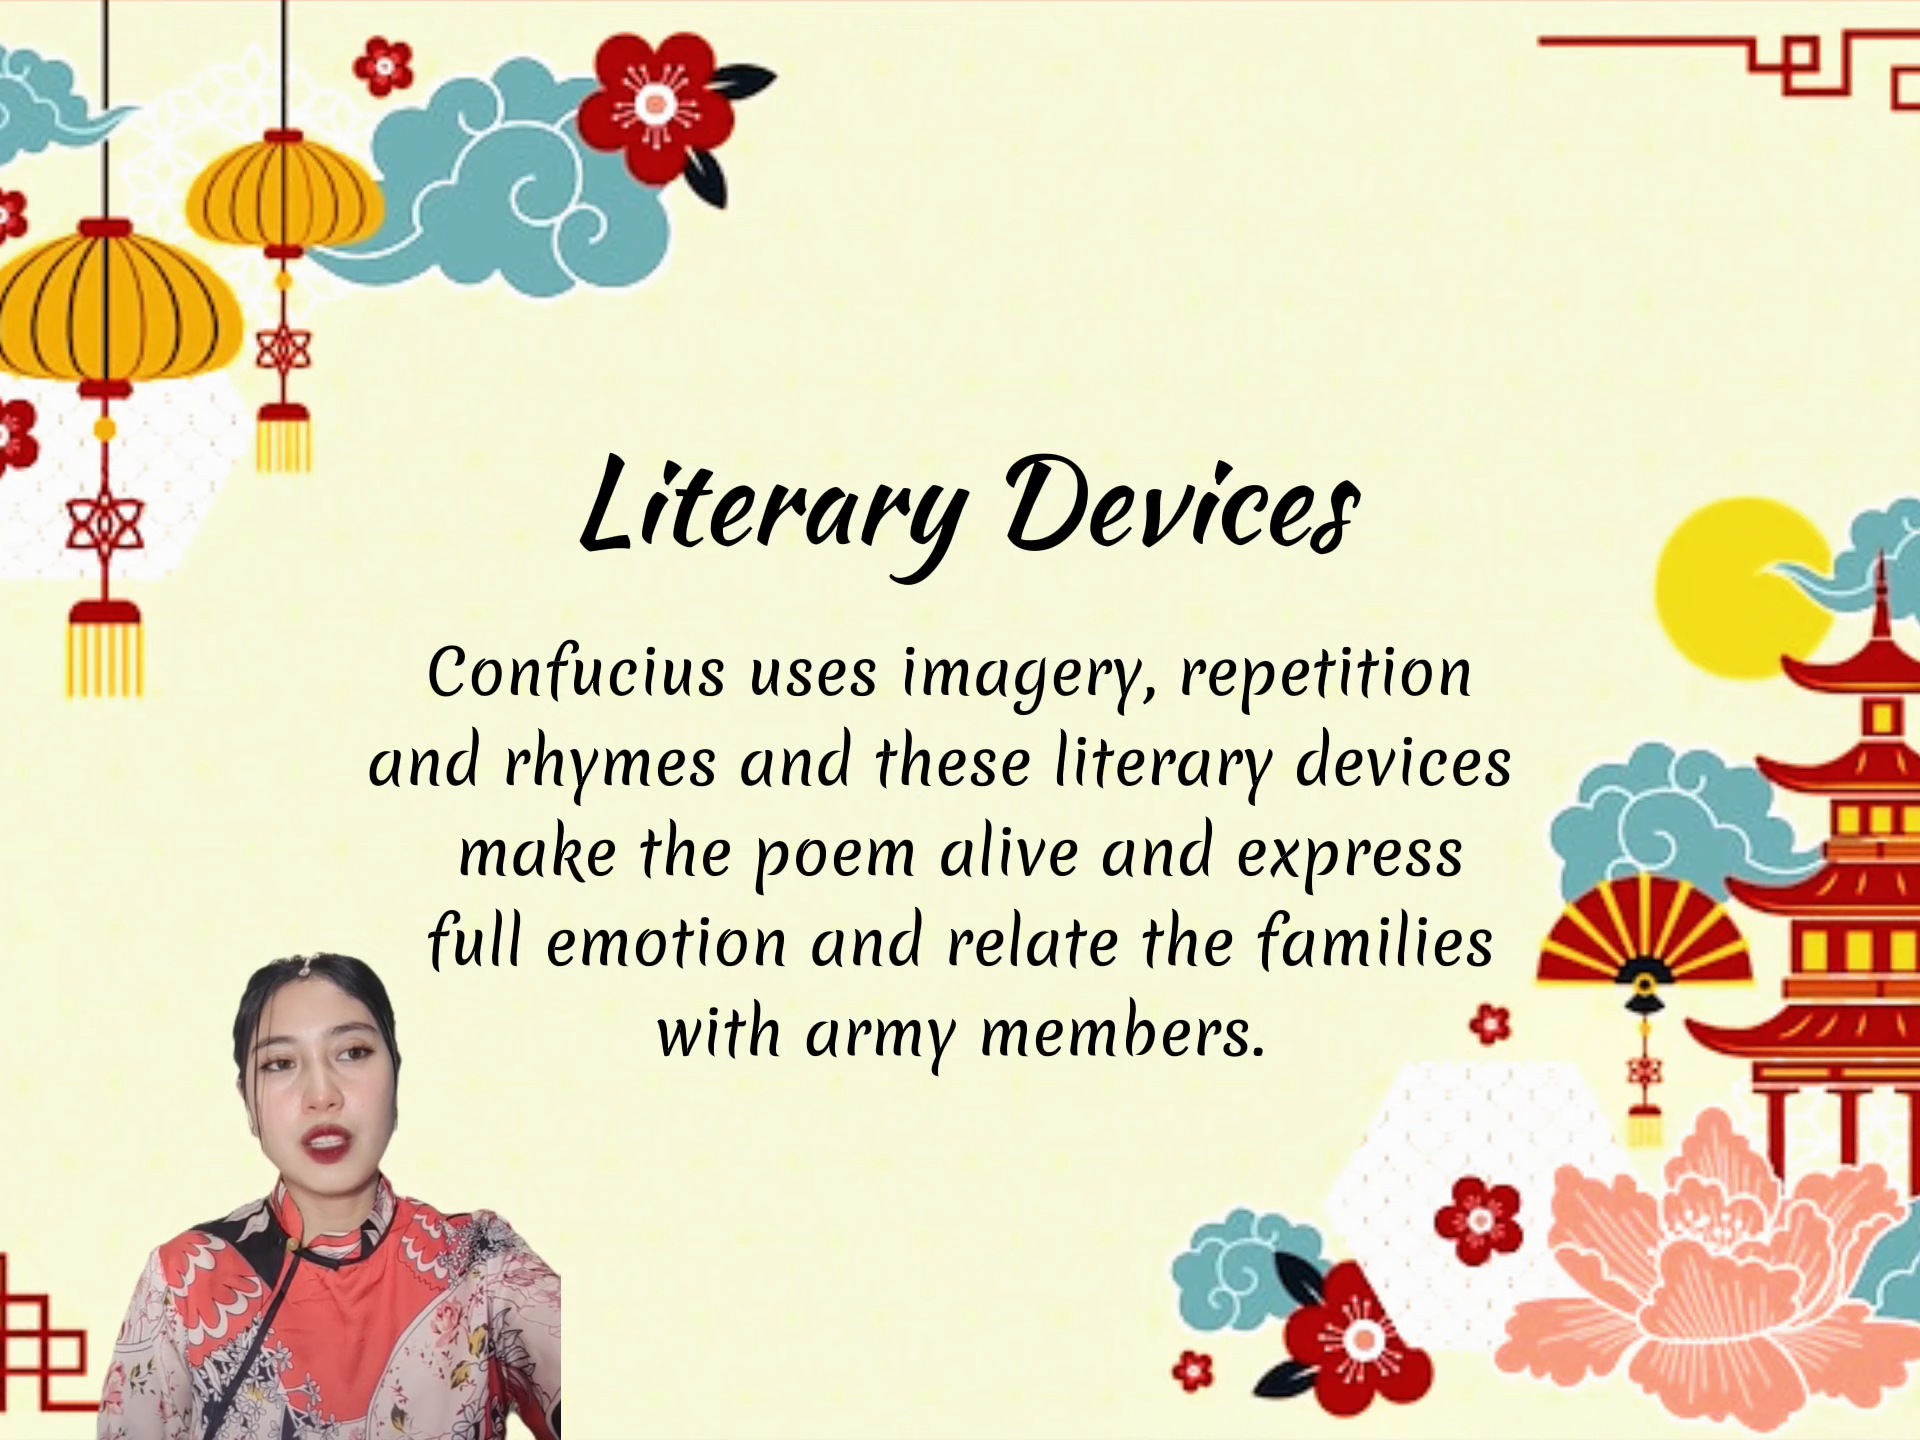 Literary Devices
Confucius uses imagery, repetition
and rhymes and these literary devices
make the poem alive and express
full emotion and relate the families
with army members.